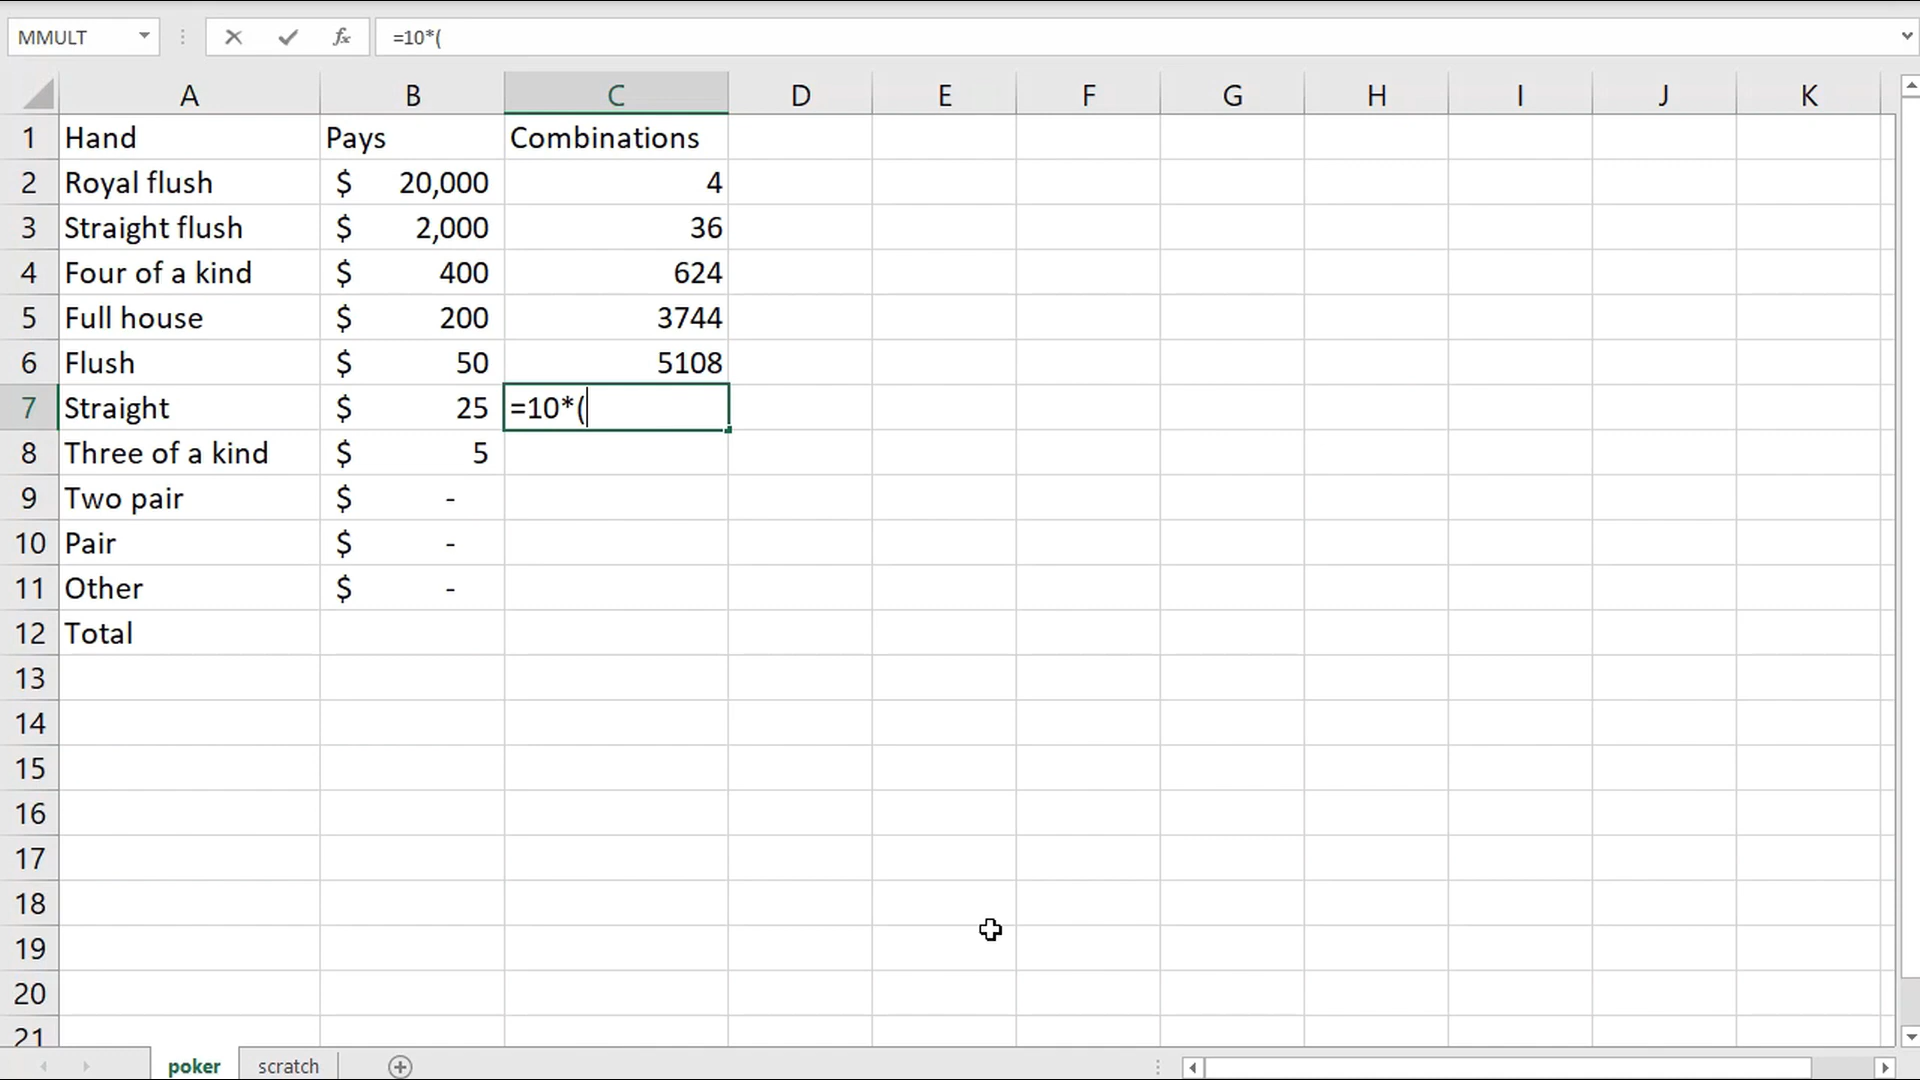 MMULT fx =10*(
A B C D E F G H I J K
1 Hand Pays Combinations
2 Royal flush $ 20,000 4
3 Straight flush $ 2,000 36
4 Four of a kind $ 400 624
5 Full house $ 200 3744
6 Flush $ 50 5108
7 Straight $ 25 =10*(
8 Three of a kind $ 5
9 Two pair $ -
10 Pair $ -
11 Other $ -
12 Total
13
14
15
16
17
18
19
20
21
poker scratch